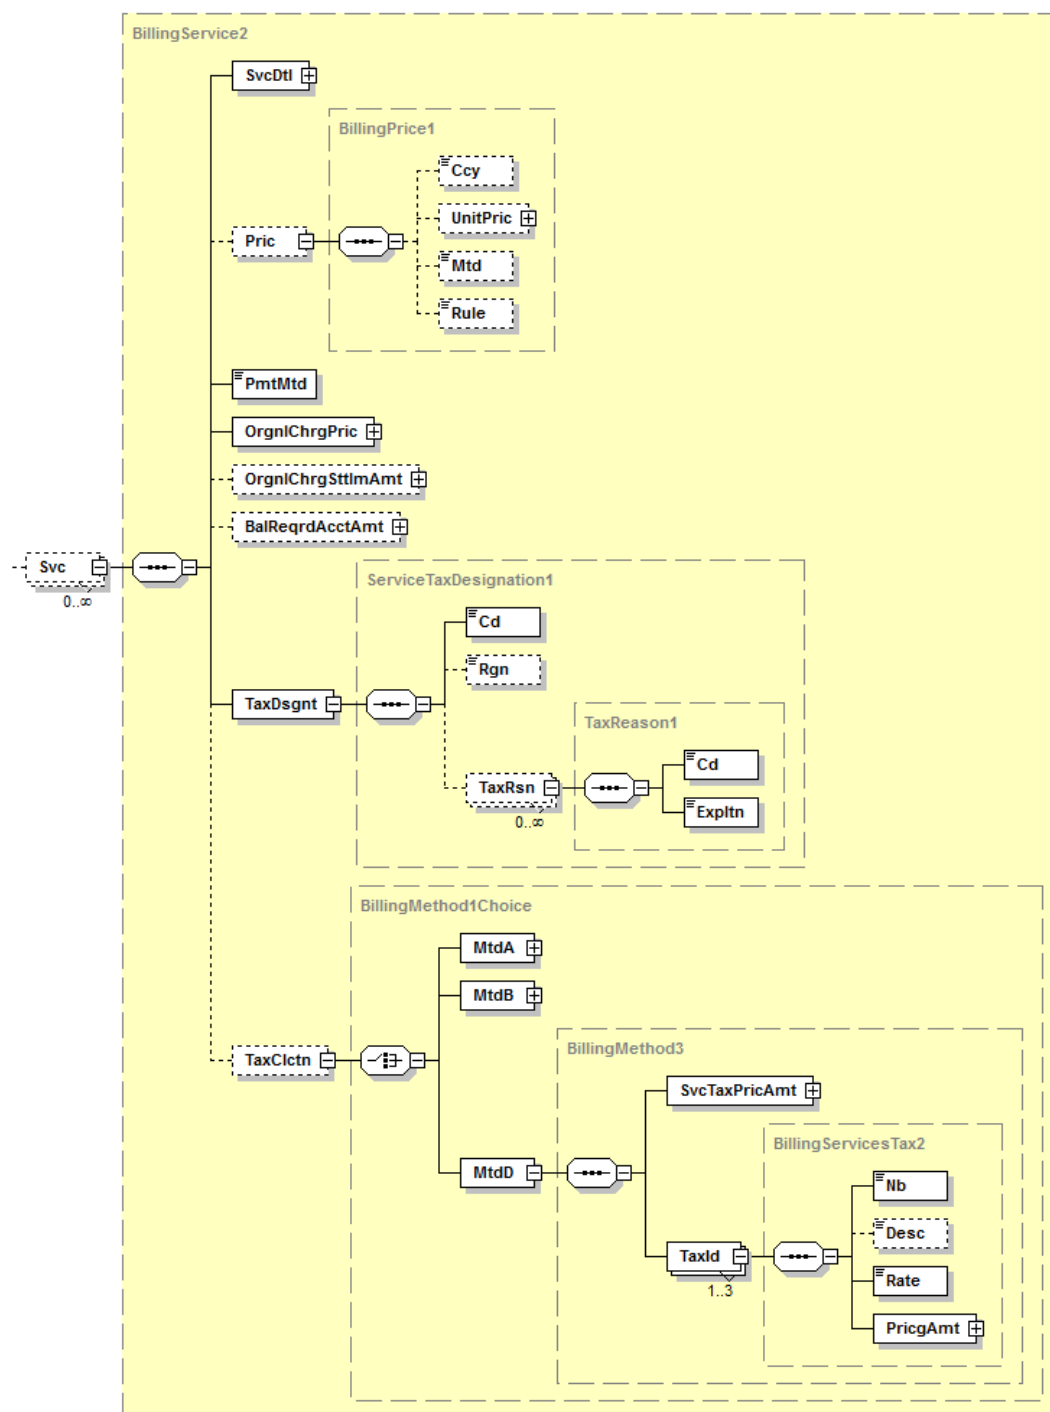 BillingService2
SvcDtl
BillingPrice1
Ccy
UnitPric
Mtd
Rule
Pric
PmtMtd
OrgnlChrgPric
OrgnlChrgSttlmAmt
BalReqrdAcctAmt
Svc
0..∞
ServiceTaxDesignation1
Cd
Rgn
TaxDsgnt
TaxReason1
Cd
TaxRsn
Expltn
0..∞
BillingMethod1Choice
MtdA
MtdB
BillingMethod3
TaxClctn
SvcTaxPricAmt
BillingServicesTax2
MtdD
Nb
Desc
TaxId
Rate
1..3
PricgAmt